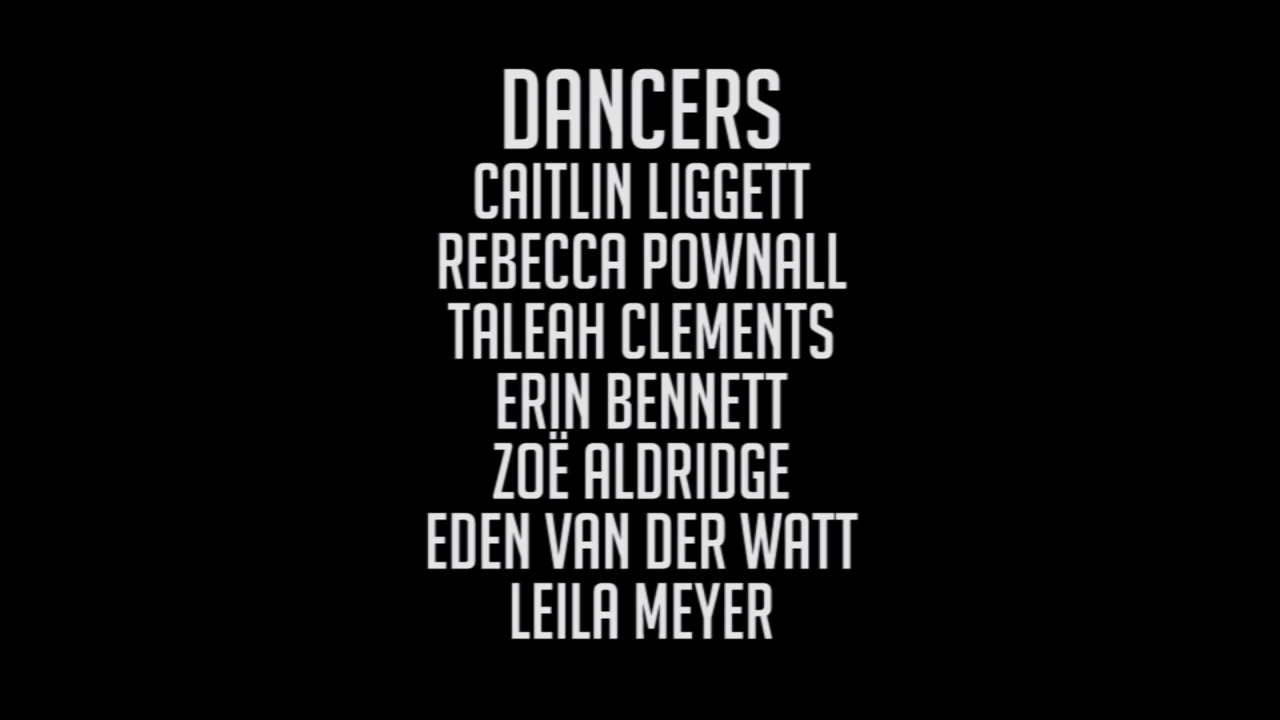 DANCERS
CAITLIN LIGGETT
REBECCA POWNALL
TALEAH CLEMENTS
ERIN BENNETT
ZOË ALDRIDGE
EDEN VAN DER WATT
LEILA MEYER